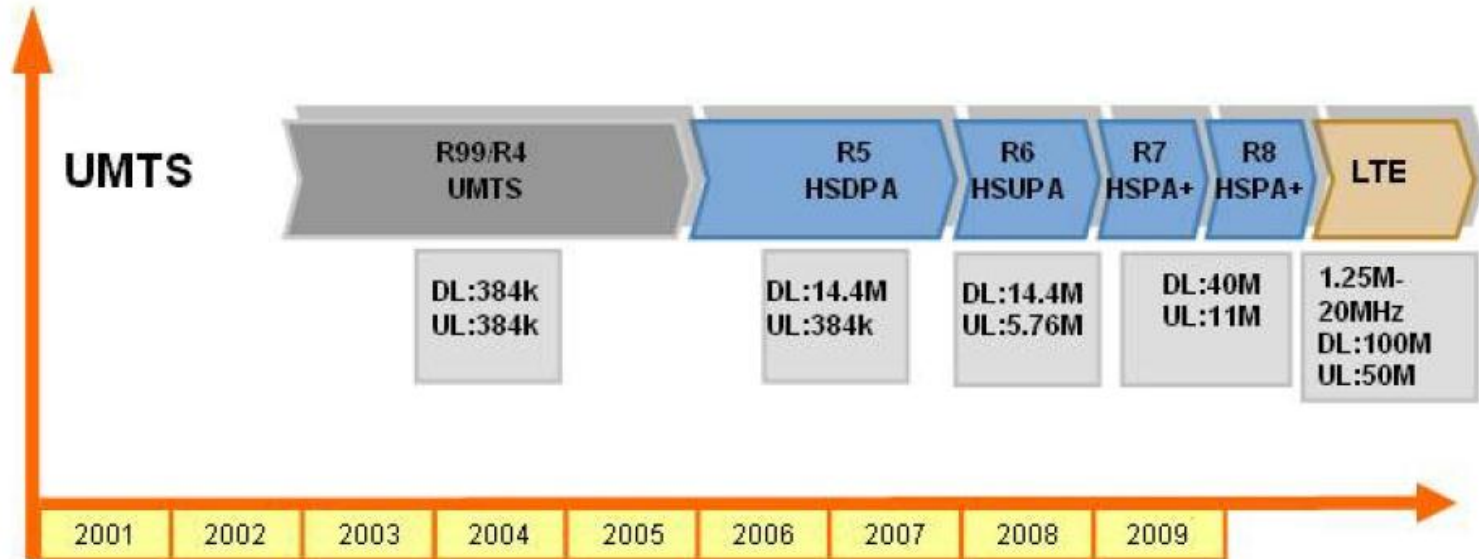 UMTS
R99/R4
UMTS
R5
HSDPA
R6
HSUPA
R7
HSPA+
R8
HSPA+
LTE
DL:384k
UL:384k
DL:14.4M
UL:384k
DL:14.4M
UL:5.76M
DL:40M
UL:11M
1.25M-
20MHz
DL:100M
UL:50M
2001
2002
2003
2004
2005
2006
2007
2008
2009